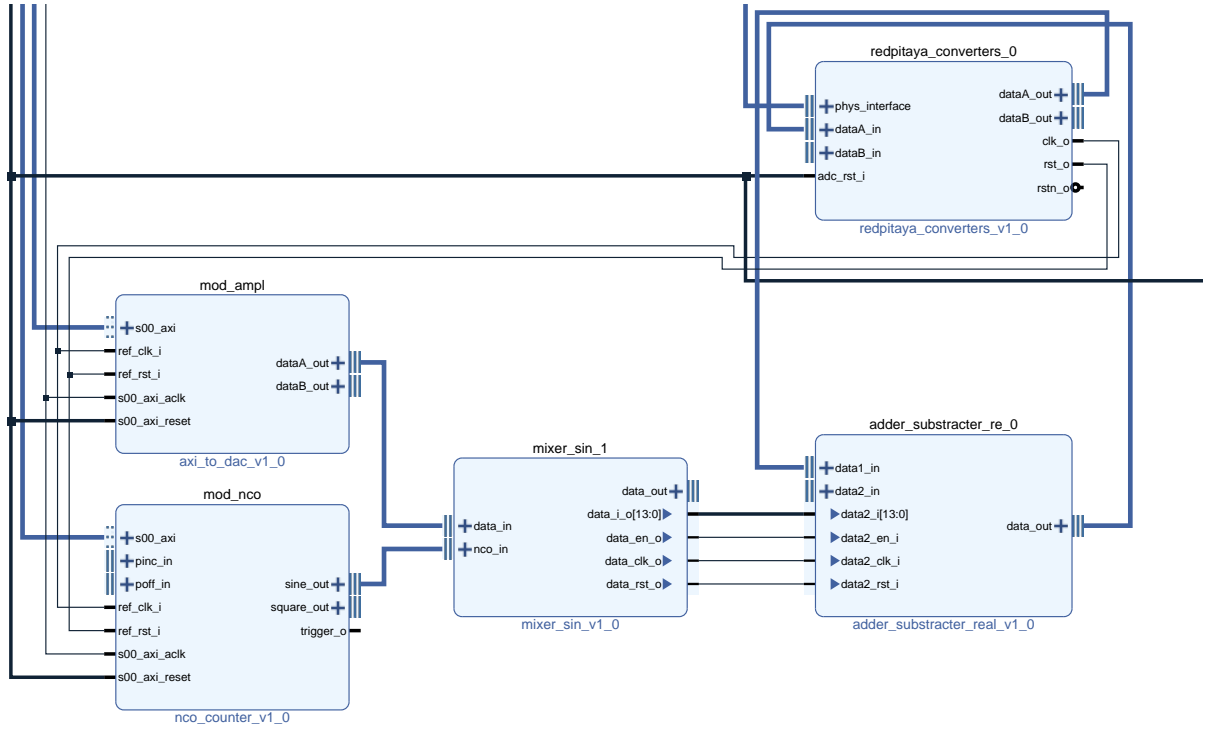 redpitaya_converters_0
phys_interface
dataA_in
dataB_in
adc_rst_i
dataA_out
dataB_out
clk_o
rst_o
rstn_o
redpitaya_converters_v1_0
mod_ampl
s00_axi
ref_clk_i
ref_rst_i
s00_axi_aclk
s00_axi_reset
dataA_out
dataB_out
axi_to_dac_v1_0
mod_nco
s00_axi
pinc_in
poff_in
ref_clk_i
ref_rst_i
s00_axi_aclk
s00_axi_reset
sine_out
square_out
trigger_o
nco_counter_v1_0
mixer_sin_1
data_in
nco_in
data_out
data_i_o[13:0]
data_en_o
data_clk_o
data_rst_o
mixer_sin_v1_0
adder_substracter_re_0
data1_in
data2_in
data2_i[13:0]
data2_en_i
data2_clk_i
data2_rst_i
data_out
adder_substracter_real_v1_0